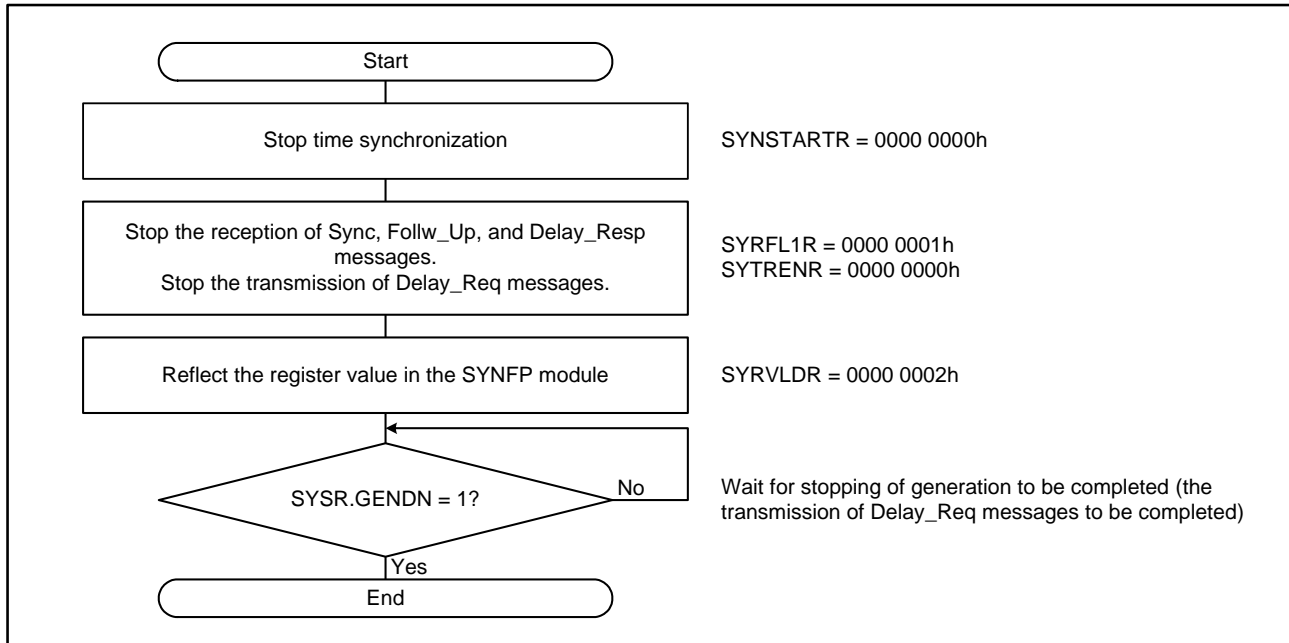 Start
Stop time synchronization
SYNSTARTR = 0000 0000h
Stop the reception of Sync, Follw_Up, and Delay_Resp
messages.
Stop the transmission of Delay_Req messages.
SYRFL1R = 0000 0001h
SYTRENR = 0000 0000h
Reflect the register value in the SYNFP module
SYRVLDR = 0000 0002h
SYSR.GENDN = 1?
No
Wait for stopping of generation to be completed (the
transmission of Delay_Req messages to be completed)
Yes
End